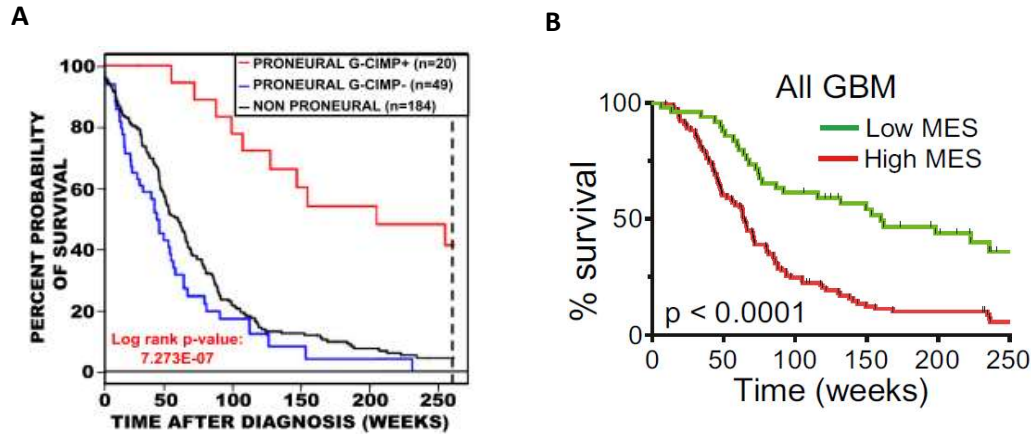 A
PERCENT PROBABILITY
OF SURVIVAL
100
80
60
40
20
0
PRONEURAL G-CIMP+ (n=20)
PRONEURAL G-CIMP- (n=49)
NON PRONEURAL (n=184)
Log rank p-value:
7.273E-07
0 50 100 150 200 250
TIME AFTER DIAGNOSIS (WEEKS)
B
All GBM
% survival
100
50
0
Low MES
High MES
p < 0.0001
0 50 100 150 200 250
Time (weeks)